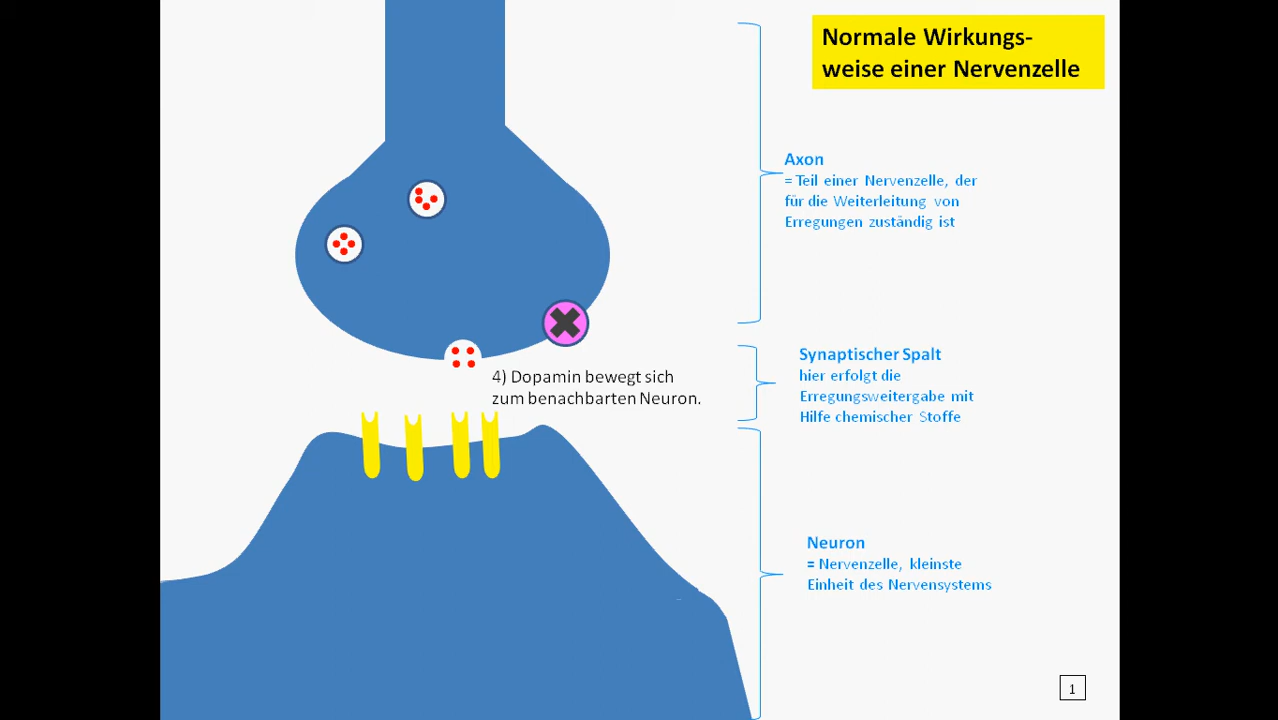 Normale Wirkungs-
weise einer Nervenzelle
Axon
= Teil einer Nervenzelle, der
für die Weiterleitung von
Erregungen zuständig ist
Synaptischer Spalt
hier erfolgt die
Erregungsweitergabe mit
Hilfe chemischer Stoffe
4) Dopamin bewegt sich
zum benachbarten Neuron.
Neuron
= Nervenzelle, kleinste
Einheit des Nervensystems
1